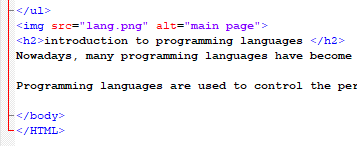 </ul>
<img src="lang.png" alt="main page">
<h2>introduction to programming languages </h2>
Nowadays, many programming languages have become
Programming languages are used to control the
</body>
</HTML>